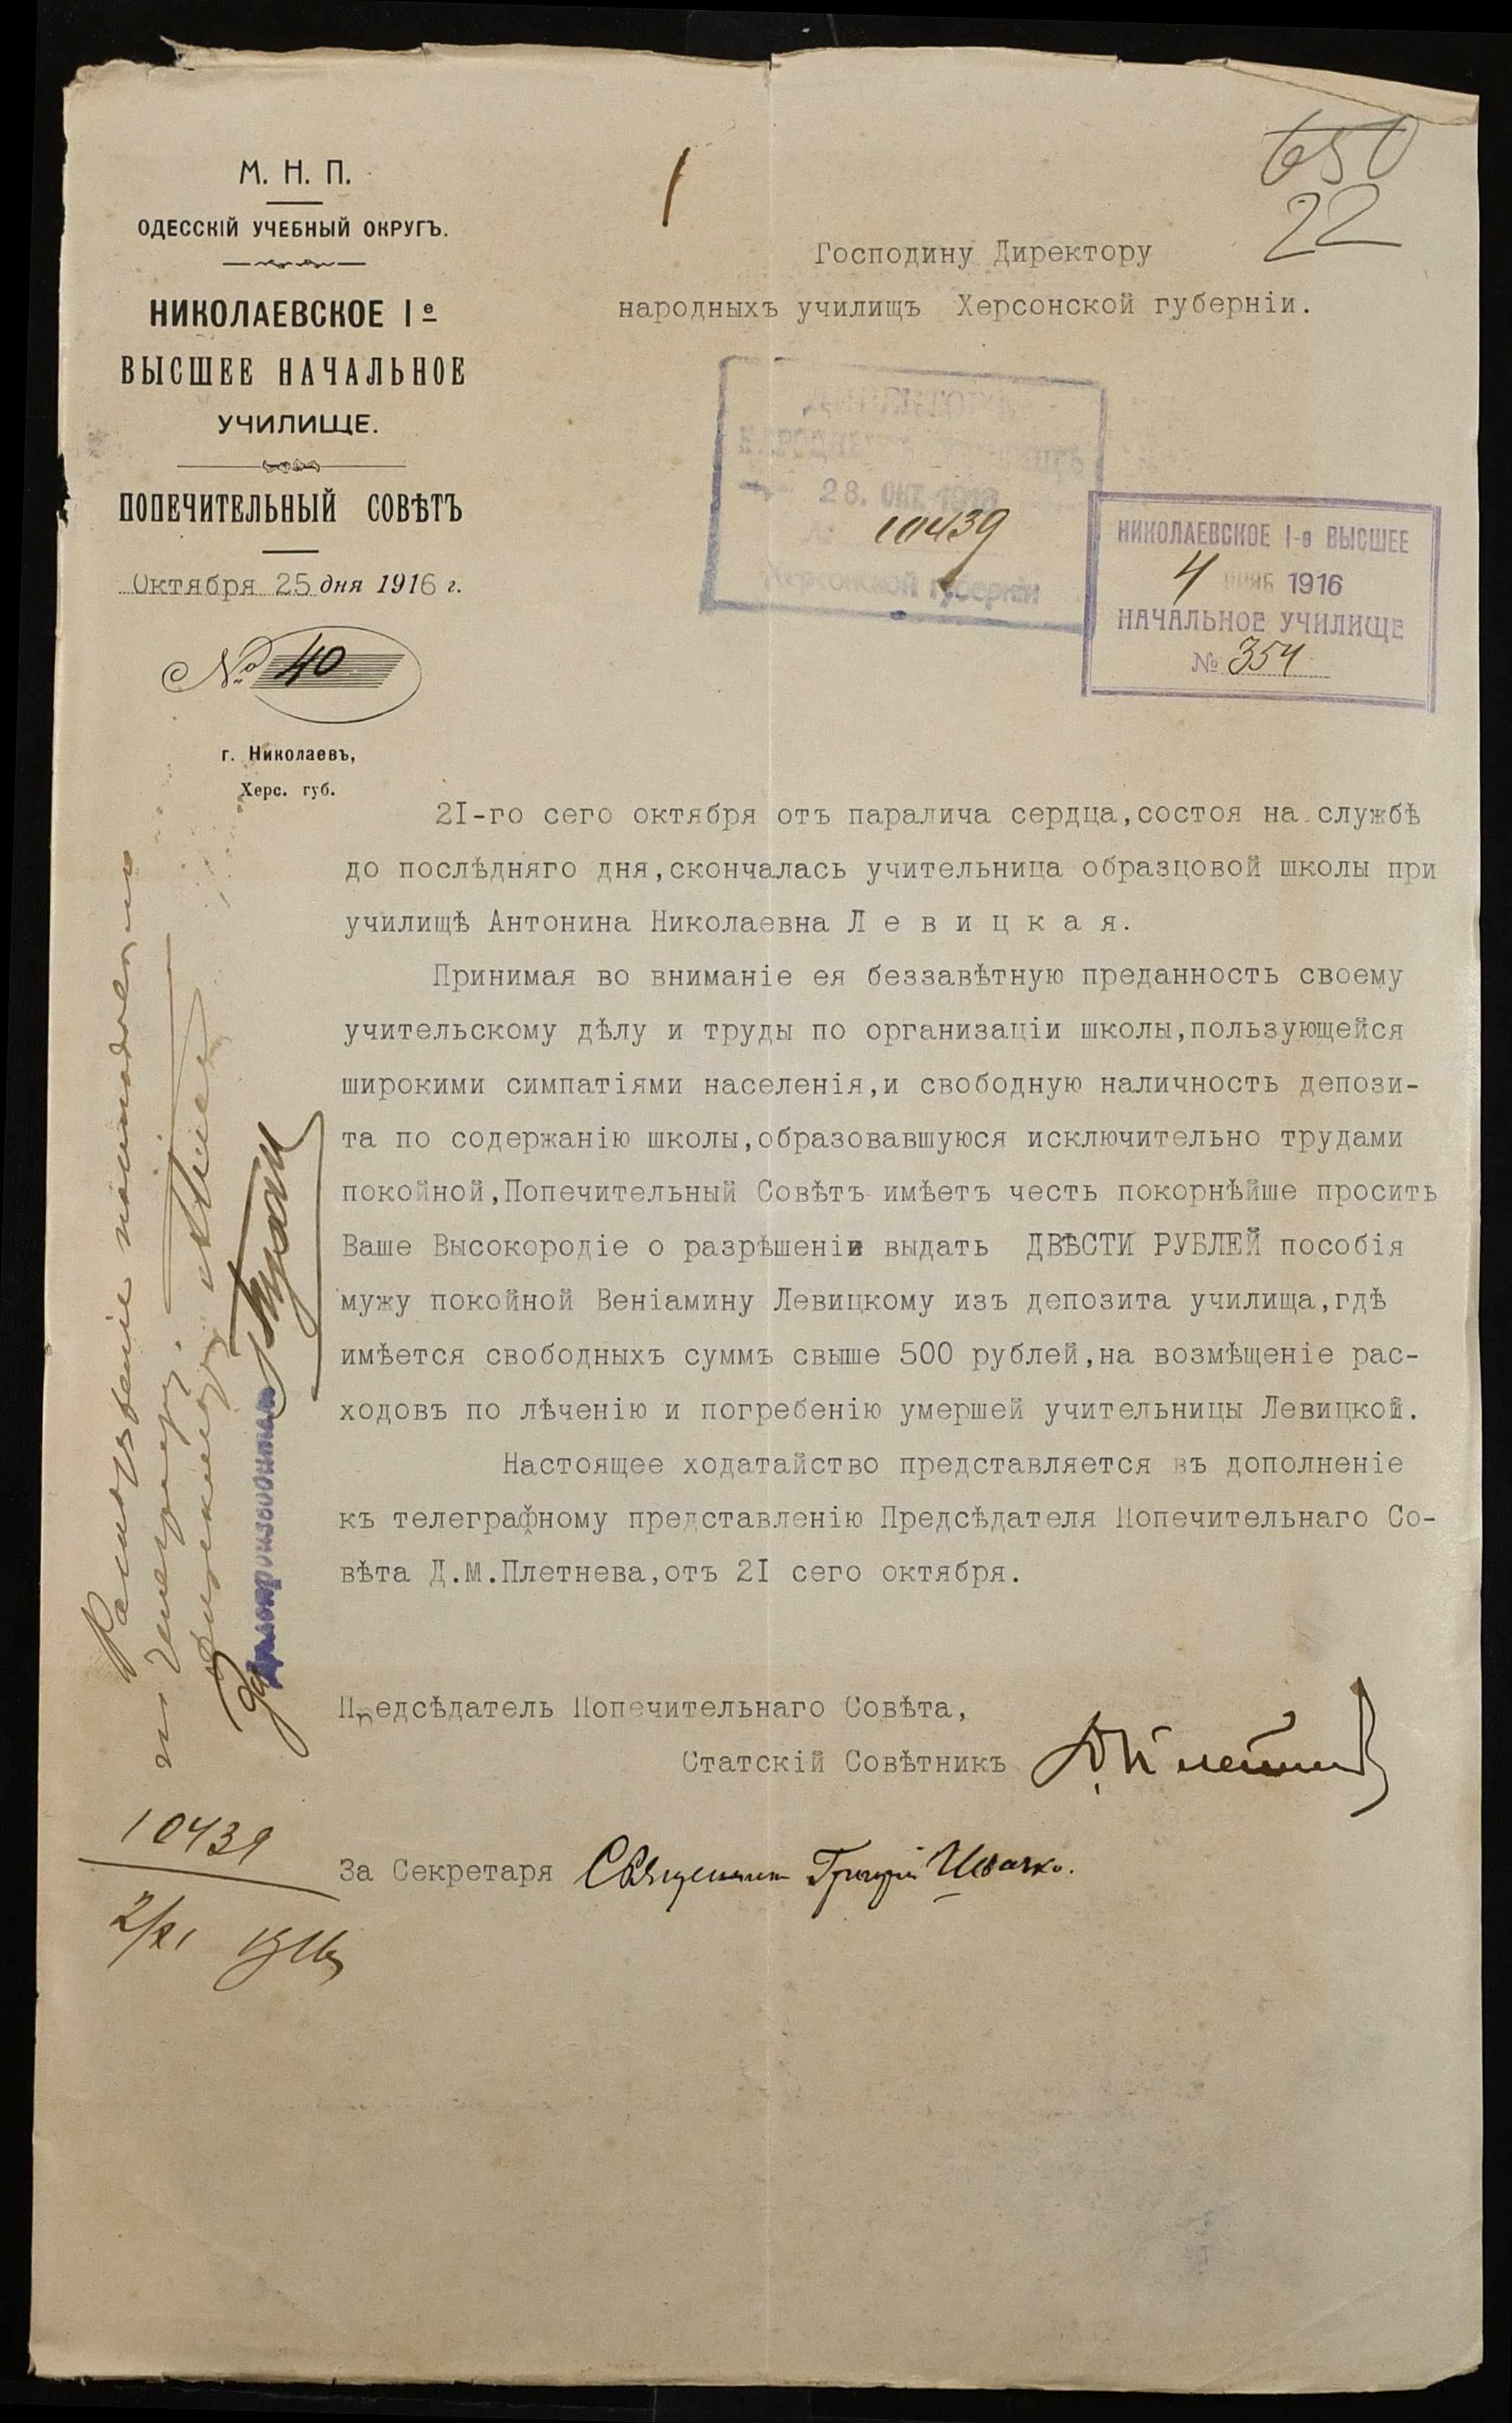 650
22
М. Н. П.
ОДЕССКІЙ УЧЕБНЫЙ ОКРУГЪ.
НИКОЛАЕВСКОЕ I е
ВЫСШЕЕ НАЧАЛЬНОЕ
УЧИЛИЩЕ.
ПОПЕЧИТЕЛЬНЫЙ СОВѢТЪ
Октября 25 дня 1916 г.
№ 40
г. Николаевъ,
Херс. губ.
Господину Директору
народныхъ училищъ Херсонской губерніи.
28. ОКТ. 1916
10439
Херсонской губерніи
НИКОЛАЕВСКОЕ I-е ВЫСШЕЕ
4 НОЯБ 1916
НАЧАЛЬНОЕ УЧИЛИЩЕ
№ 354
2I-го сего октября отъ паралича сердца,состоя на службѣ
до послѣдняго дня,скончалась учительница образцовой школы при
училищѣ Антонина Николаевна Л е в и ц к а я.
Принимая во вниманіе ея беззавѣтную преданность своему
учительскому дѣлу и труды по организаціи школы,пользующейся
широкими симпатіями населенія,и свободную наличность депози-
та по содержанію школы,образовавшуюся исключительно трудами
покойной,Попечительный Совѣтъ имѣетъ честь покорнѣйше просить
Ваше Высокородіе о разрѣшеніи выдать ДВѢСТИ РУБЛЕЙ пособія
мужу покойной Веніамину Левицкому изъ депозита училища,гдѣ
имѣется свободныхъ суммъ свыше 500 рублей,на возмѣщеніе рас-
ходовъ по лѣченію и погребенію умершей учительницы Левицкой.
Настоящее ходатайство представляется въ дополненіе
къ телеграфному представленію Предсѣдателя Попечительнаго Со-
вѣта Д.М.Плетнева,отъ 2I сего октября.
Предсѣдатель Попечительнаго Совѣта,
Статскій Совѣтникъ Д Плетнев
За Секретаря Священник Григорій Ивачко.
Делопроизводитель
10439
2/XI